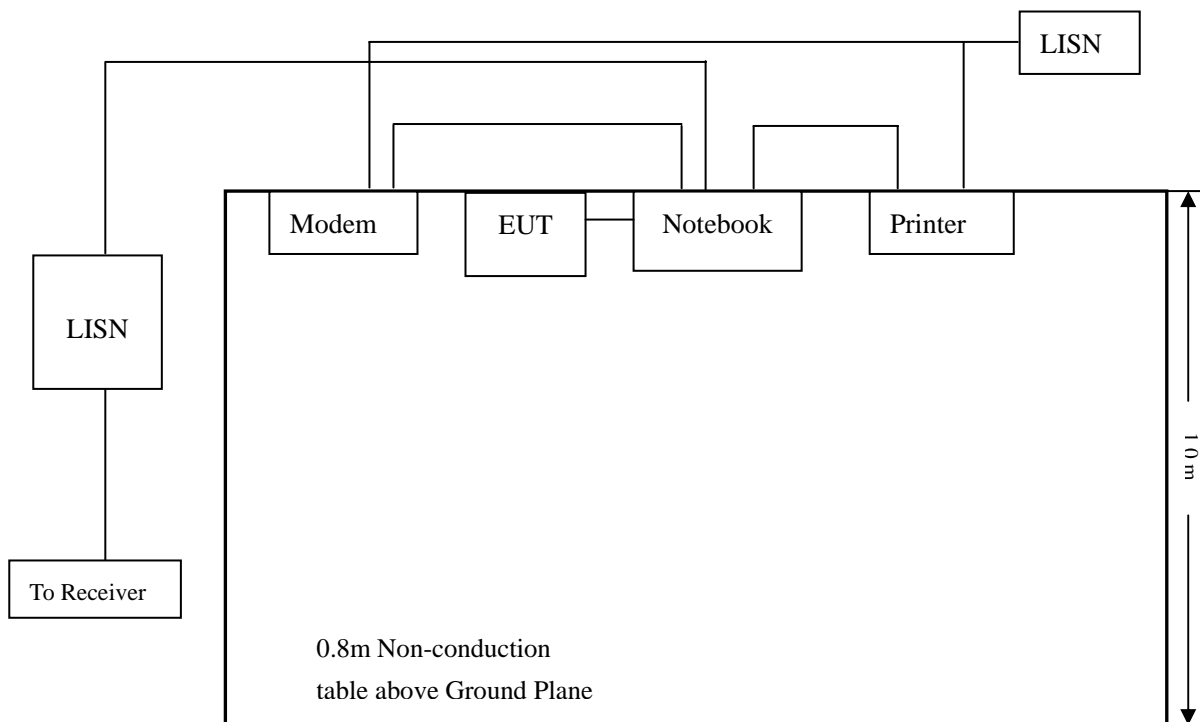 LISN
Modem
EUT
Notebook
Printer
LISN
1 0 m
To Receiver
0.8m Non-conduction
table above Ground Plane